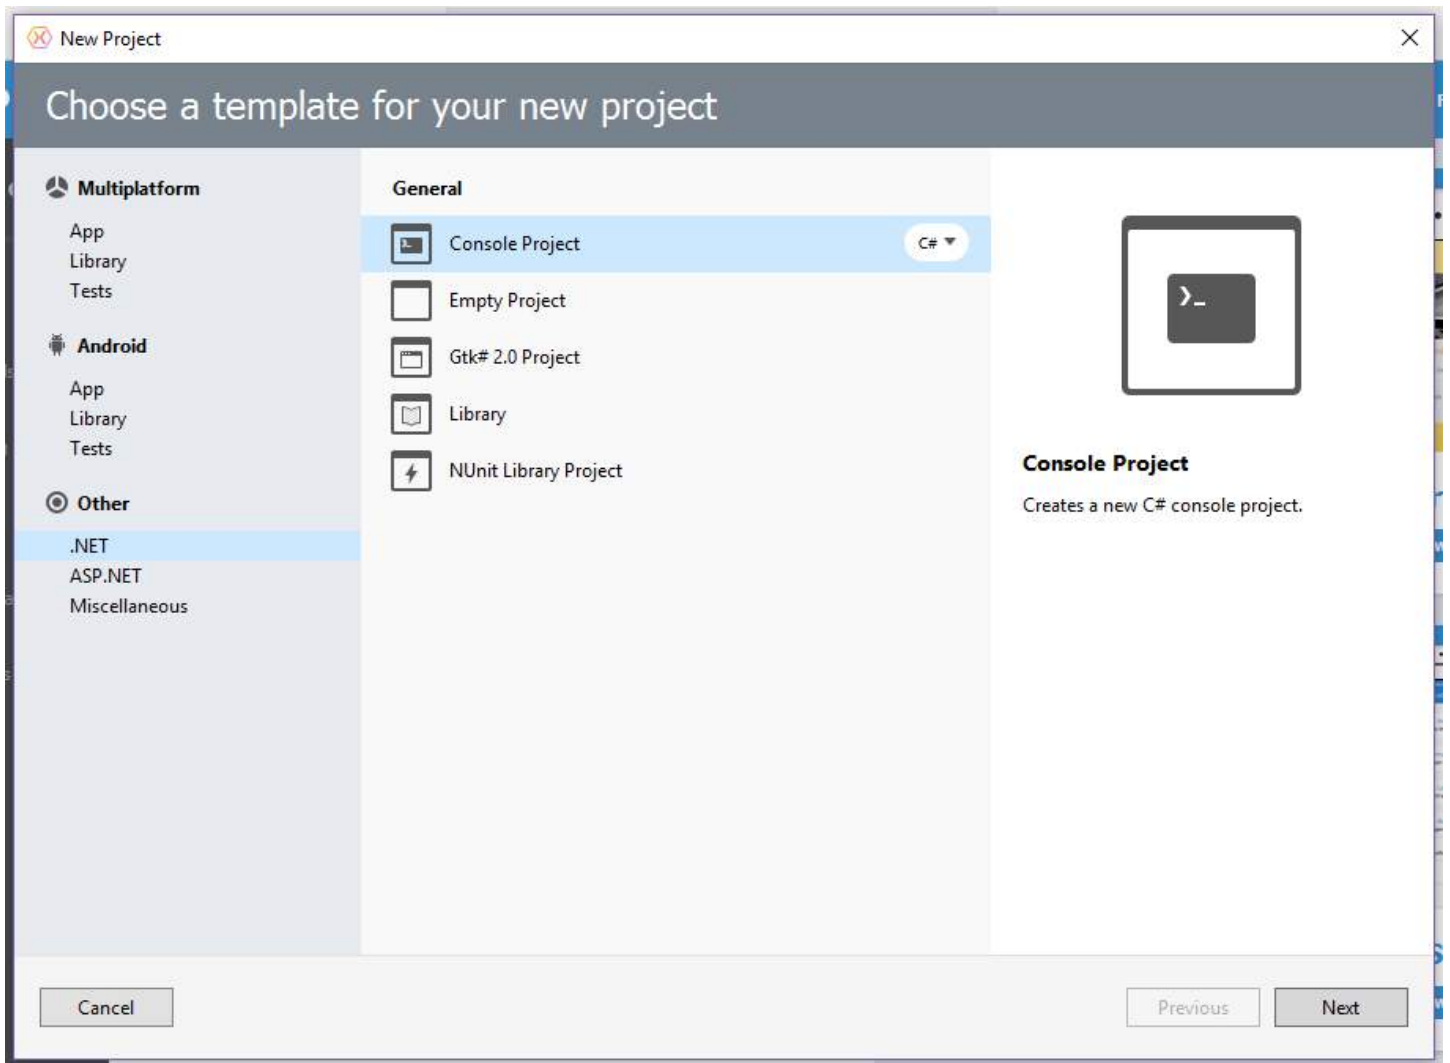 New Project
Choose a template for your new project
Multiplatform
App
Library
Tests
Android
App
Library
Tests
Other
.NET
ASP.NET
Miscellaneous
General
Console Project
C#
Empty Project
Gtk# 2.0 Project
Library
NUnit Library Project
Console Project
Creates a new C# console project.
Cancel
Previous
Next